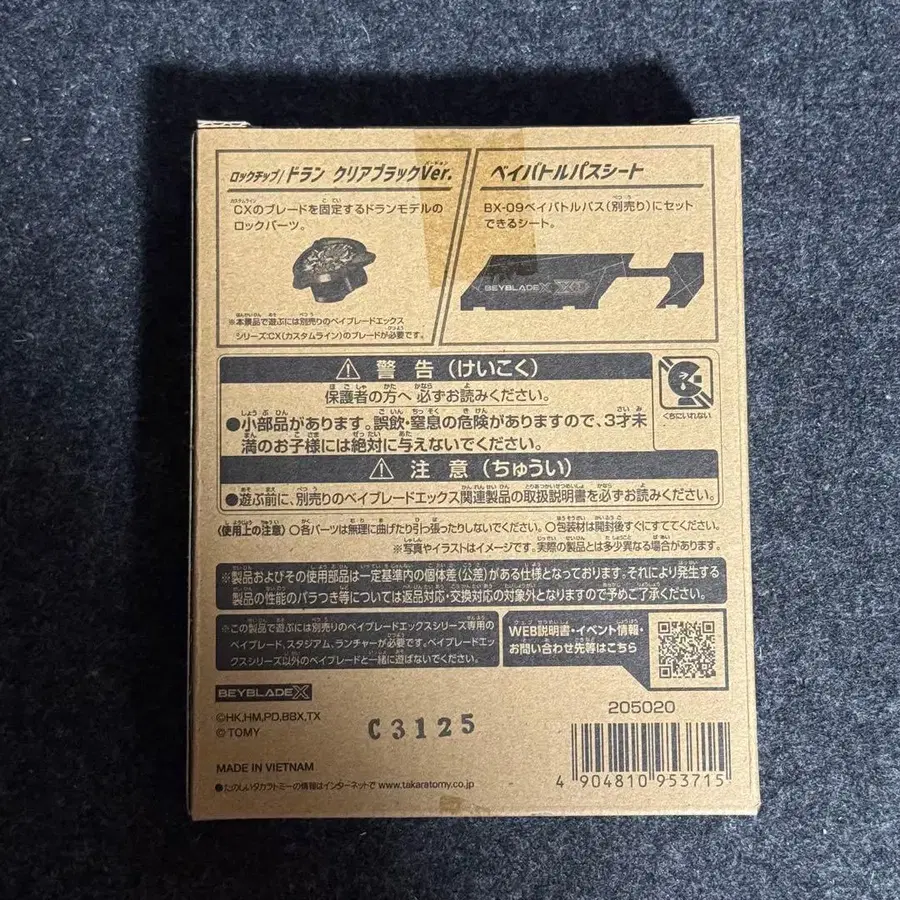 ロックチップ/ドラン クリアブラックVer.
CXのブレードを固定するドランモデルの
ロックパーツ。
※本景品で遊ぶには別売りのベイブレードエックス
シリーズ:CX(カスタムライン)のブレードが必要です。
ベイバトルパスシート
BX-09ベイバトルパス(別売り)にセット
できるシート。
BEYBLADE X
⚠ 警告(けいこく)
保護者の方へ 必ずお読みください。
●小部品があります。誤飲・窒息の危険がありますので、3才未
満のお子様には絶対に与えないでください。
くちにいれない
⚠ 注意(ちゅうい)
●遊ぶ前に、別売りのベイブレードエックス関連製品の取扱説明書を必ずお読みください。
〈使用上の注意〉 ○各パーツは無理に曲げたり引っ張ったりしないでください。○包装材は開封後すぐにすててください。
※写真やイラストはイメージです。実際の製品とは多少異なる場合があります。
※製品およびその使用部品は一定基準内の個体差(公差)がある仕様となっております。それにより発生する
製品の性能のバラつき等については返品対応・交換対応の対象外となりますので予めご了承ください。
※この製品で遊ぶには別売りのベイブレードエックスシリーズ専用の
ベイブレード、スタジアム、ランチャーが必要です。ベイブレードエッ
クスシリーズ以外のベイブレードと一緒に遊ばないでください。
WEB説明書・イベント情報・
お問い合わせ先等はこちら
BEYBLADE X
©HK,HM,PD,BBX,TX
© TOMY
C3125
205020
MADE IN VIETNAM
●たのしいタカラトミーの情報はインターネットで www.takaratomy.co.jp
4 904810 953715